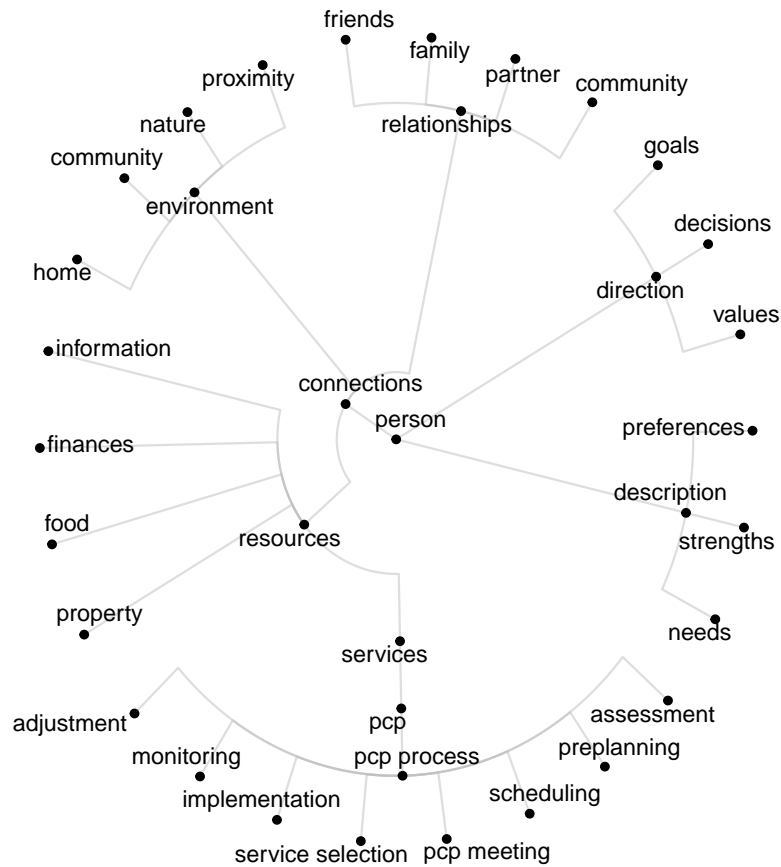 friends
family
partner
proximity
community
relationships
nature
goals
community
environment
decisions
home
direction
values
information
connections
person
preferences
finances
description
food
resources
strengths
property
needs
services
assessment
adjustment
pcp
preplanning
monitoring
pcp process
scheduling
implementation
service selection
pcp meeting